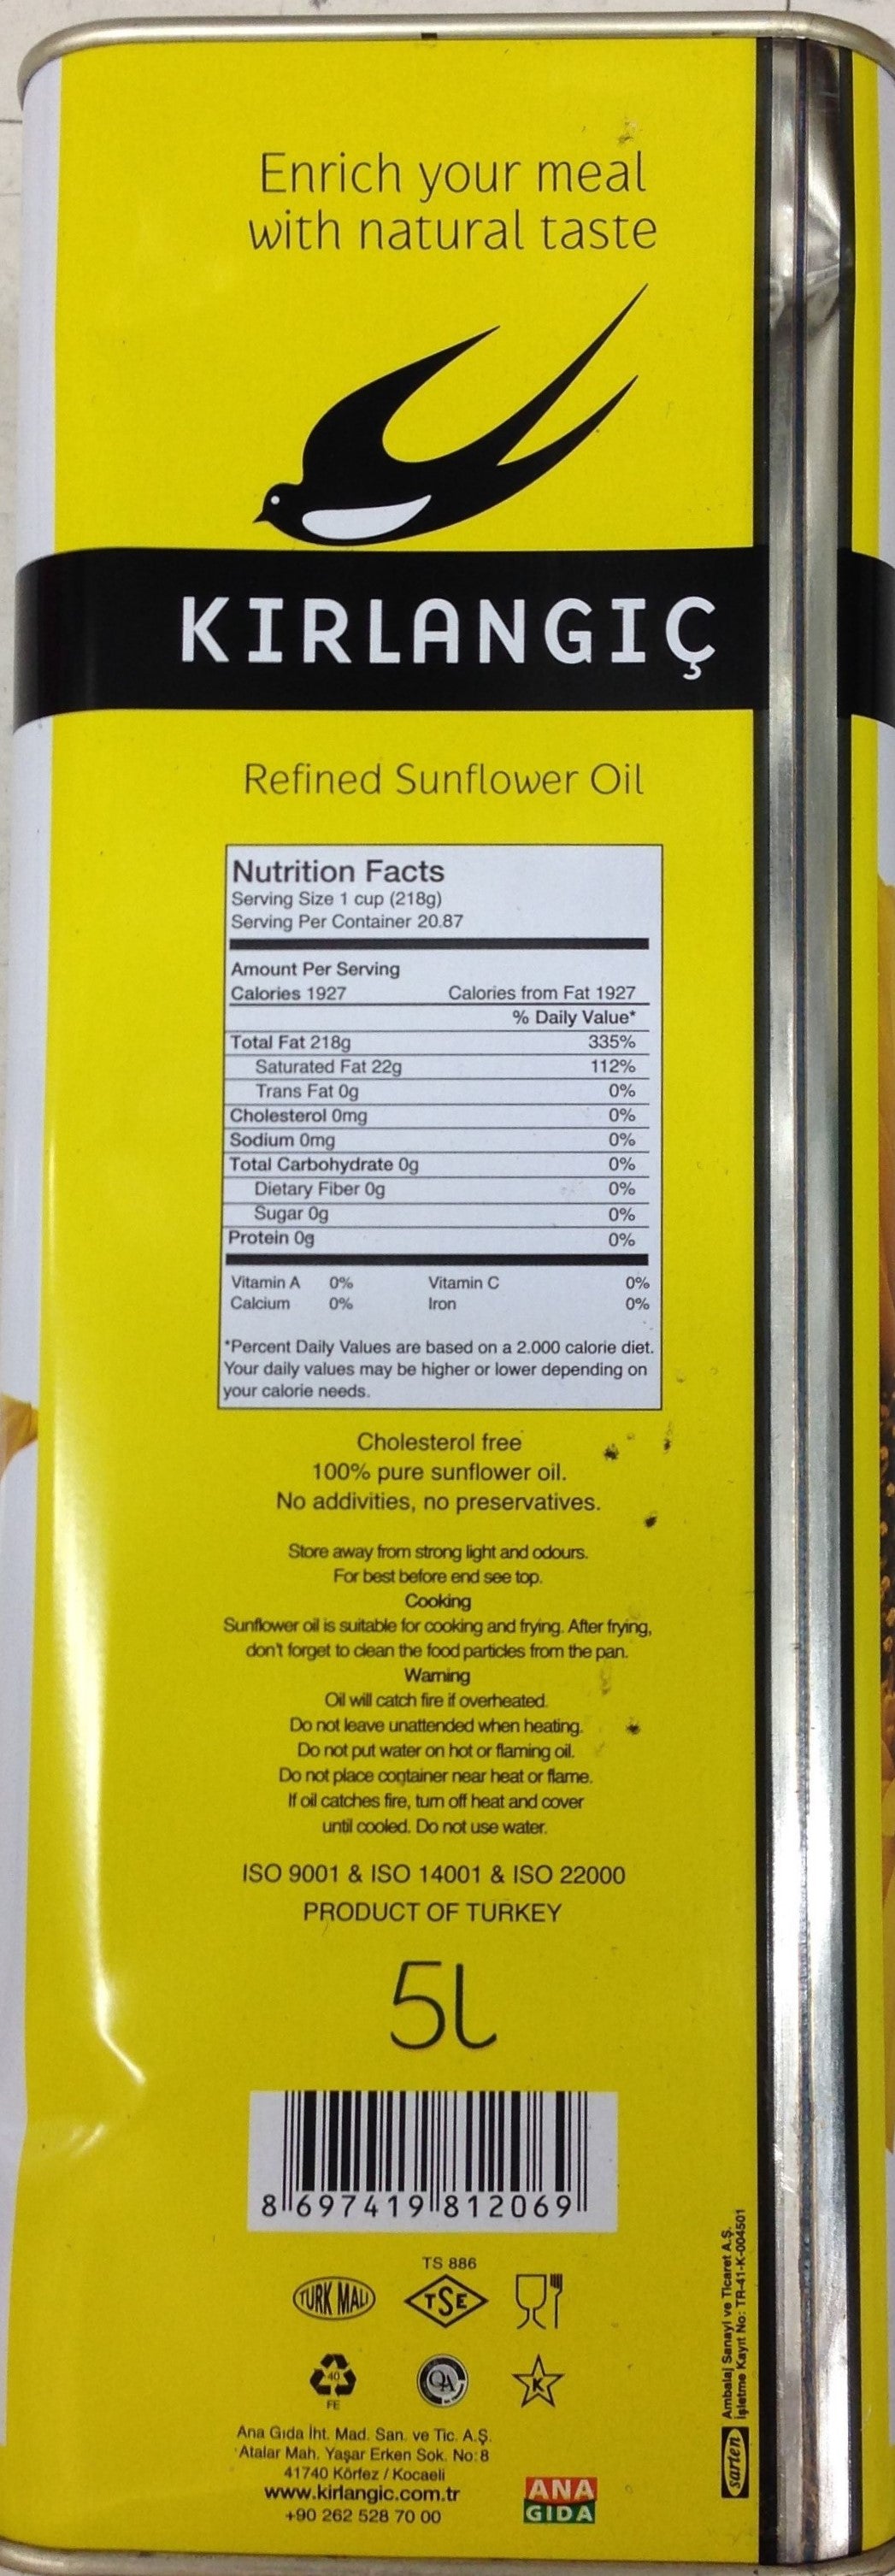 Enrich your meal
with natural taste
KIRLANGIÇ
Refined Sunflower Oil
Nutrition Facts
Serving Size 1 cup (218g)
Serving Per Container 20.87
Amount Per Serving
Calories 1927 Calories from Fat 1927
% Daily Value*
Total Fat 218g 335%
Saturated Fat 22g 112%
Trans Fat 0g 0%
Cholesterol 0mg 0%
Sodium 0mg 0%
Total Carbohydrate 0g 0%
Dietary Fiber 0g 0%
Sugar 0g 0%
Protein 0g 0%
Vitamin A 0% Vitamin C 0%
Calcium 0% Iron 0%
*Percent Daily Values are based on a 2.000 calorie diet.
Your daily values may be higher or lower depending on
your calorie needs.
Cholesterol free
100% pure sunflower oil.
No addivities, no preservatives.
Store away from strong light and odours.
For best before end see top.
Cooking
Sunflower oil is suitable for cooking and frying. After frying,
don't forget to clean the food particles from the pan.
Warning
Oil will catch fire if overheated.
Do not leave unattended when heating.
Do not put water on hot or flaming oil.
Do not place container near heat or flame.
If oil catches fire, turn off heat and cover
until cooled. Do not use water.
ISO 9001 & ISO 14001 & ISO 22000
PRODUCT OF TURKEY
5L
8 697419 812069
TS 886
TURK MALI TSE
40 QA K
FE
Ana Gıda İht. Mad. San. ve Tic. A.Ş.
Atalar Mah. Yaşar Erken Sok. No:8
41740 Körfez / Kocaeli
www.kirlangic.com.tr
+90 262 528 70 00
ANA
GIDA
sarten
Ambalaj Sanayi ve Ticaret A.Ş.
İşletme Kayıt No: TR-41-K-004501